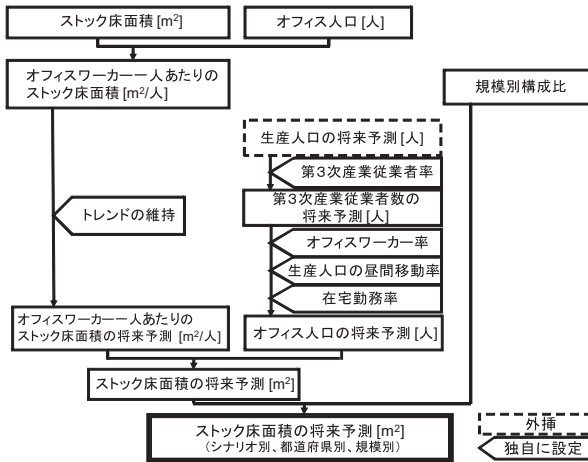 ストック床面積 [m²]
オフィス人口 [人]
オフィスワーカー一人あたりの
ストック床面積 [m²/人]
規模別構成比
生産人口の将来予測 [人]
第3次産業従業者率
第3次産業従業者数の
将来予測 [人]
トレンドの維持
オフィスワーカー率
生産人口の昼間移動率
在宅勤務率
オフィスワーカー一人あたりの
ストック床面積の将来予測 [m²/人]
オフィス人口の将来予測 [人]
ストック床面積の将来予測 [m²]
ストック床面積の将来予測 [m²]
(シナリオ別、都道府県別、規模別)
外挿
独自に設定